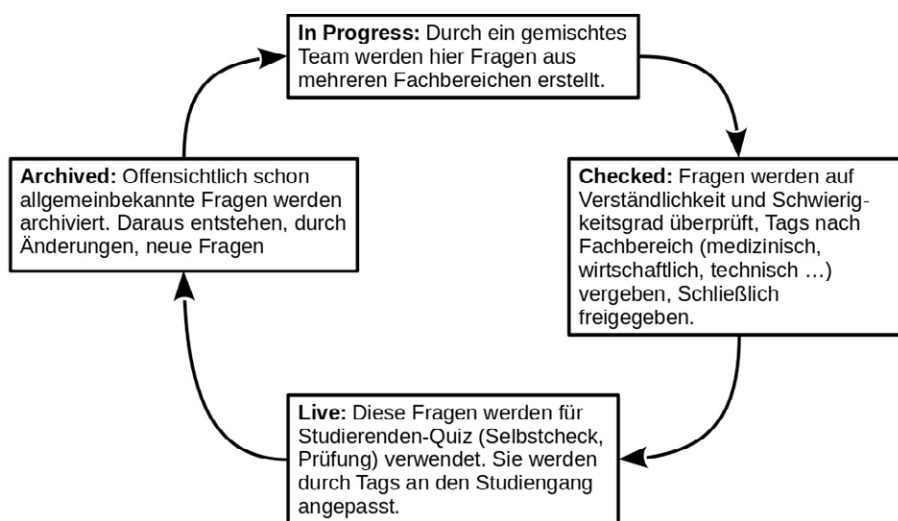 In Progress: Durch ein gemischtes
Team werden hier Fragen aus
mehreren Fachbereichen erstellt.
Checked: Fragen werden auf
Verständlichkeit und Schwierig-
keitsgrad überprüft, Tags nach
Fachbereich (medizinisch,
wirtschaftlich, technisch …)
vergeben, Schließlich
freigegeben.
Live: Diese Fragen werden für
Studierenden-Quiz (Selbstcheck,
Prüfung) verwendet. Sie werden
durch Tags an den Studiengang
angepasst.
Archived: Offensichtlich schon
allgemeinbekannte Fragen werden
archiviert. Daraus entstehen, durch
Änderungen, neue Fragen